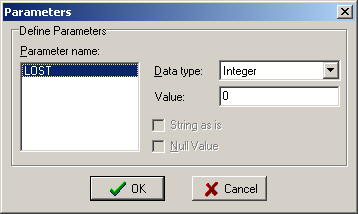 Parameters
Define Parameters
Parameter name:
LOST
Data type: Integer
Value: 0
String as is
Null Value
OK Cancel